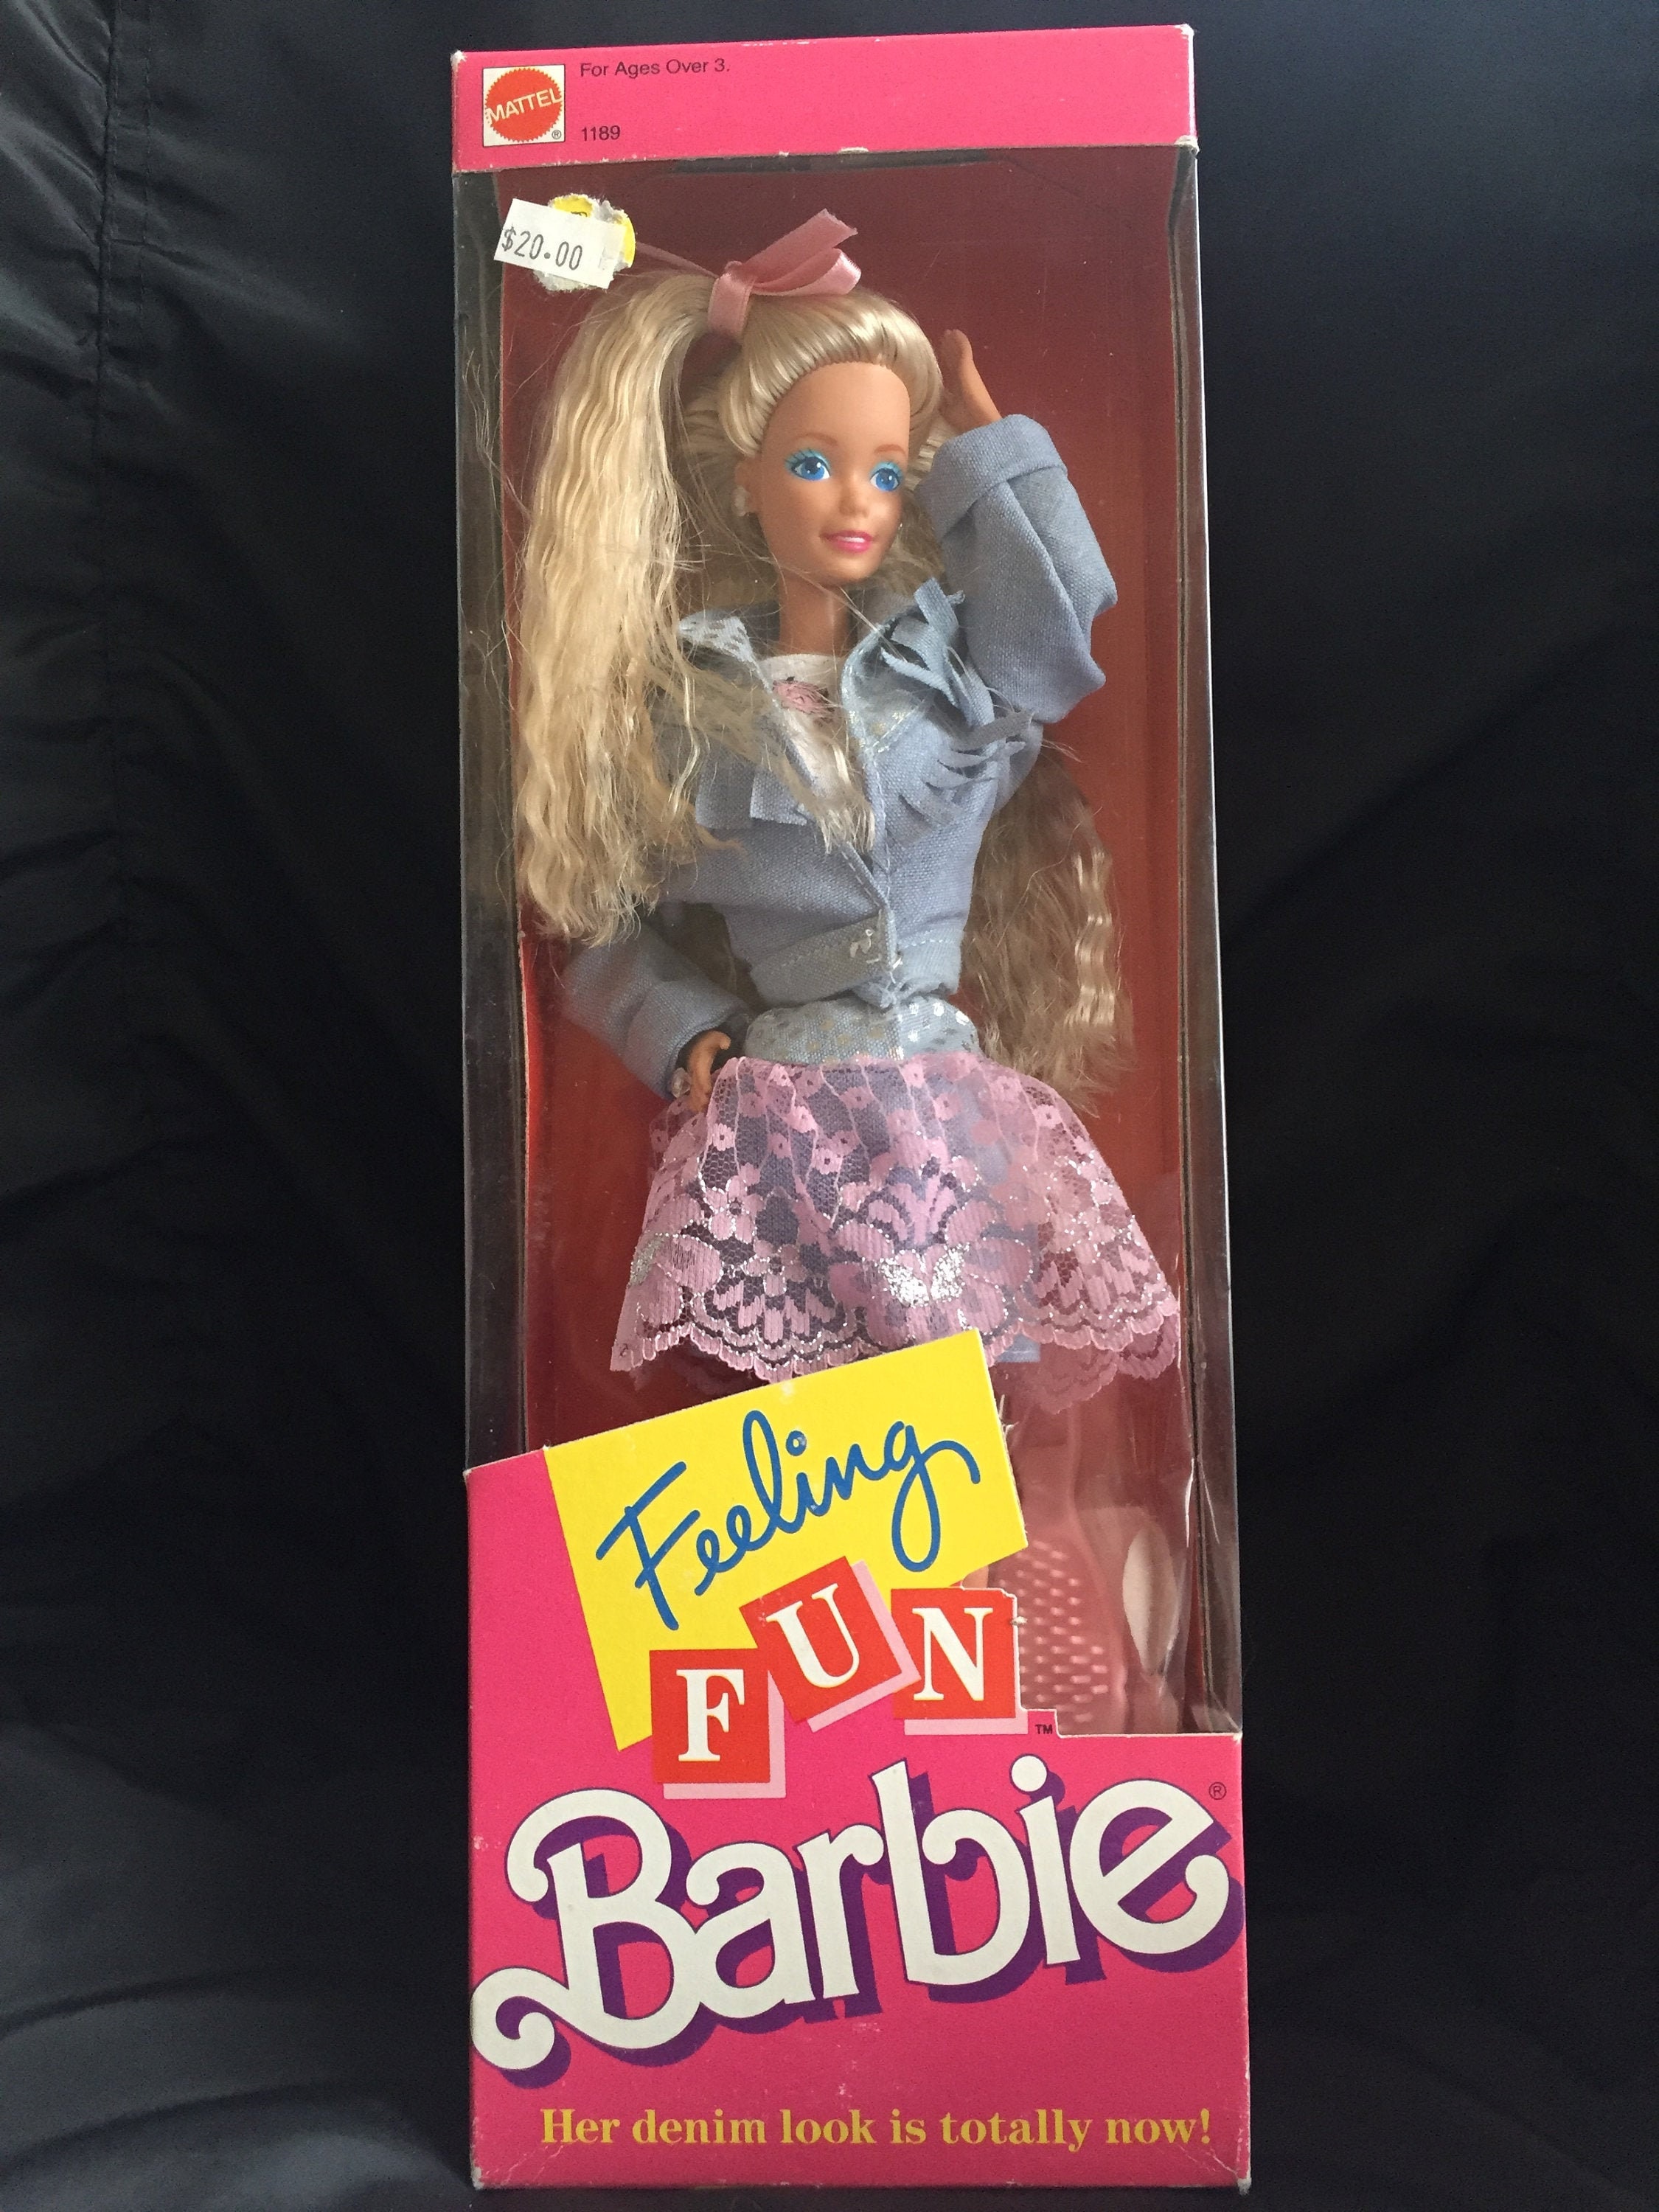 MATTEL
®
For Ages Over 3.
1189
$20.00
Feeling
FUN
™
Barbie®
Her denim look is totally now!